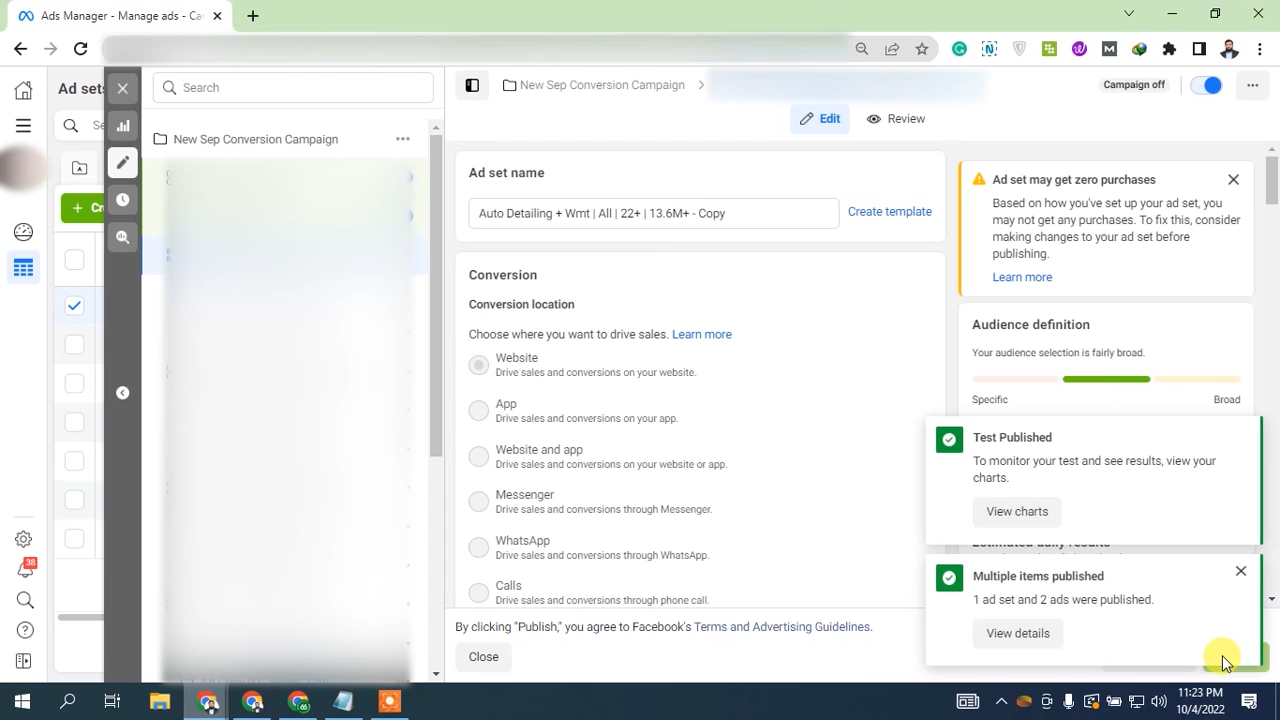 Ads Manager - Manage ads - Ca
Ad sets
Search
New Sep Conversion Campaign
New Sep Conversion Campaign
Campaign off
Edit
Review
Se
Cr
Ad set name
Auto Detailing + Wmt | All | 22+ | 13.6M+ - Copy
Create template
Conversion
Conversion location
Choose where you want to drive sales. Learn more
Website
Drive sales and conversions on your website.
App
Drive sales and conversions on your app.
Website and app
Drive sales and conversions on your website or app.
Messenger
Drive sales and conversions through Messenger.
WhatsApp
Drive sales and conversions through WhatsApp.
Calls
Drive sales and conversions through phone call.
Ad set may get zero purchases
Based on how you've set up your ad set, you
may not get any purchases. To fix this, consider
making changes to your ad set before
publishing.
Learn more
Audience definition
Your audience selection is fairly broad.
Specific
Broad
Test Published
To monitor your test and see results, view your
charts.
View charts
Estimated daily results
Multiple items published
1 ad set and 2 ads were published.
View details
By clicking "Publish," you agree to Facebook's Terms and Advertising Guidelines.
Close
38
11:23 PM
10/4/2022